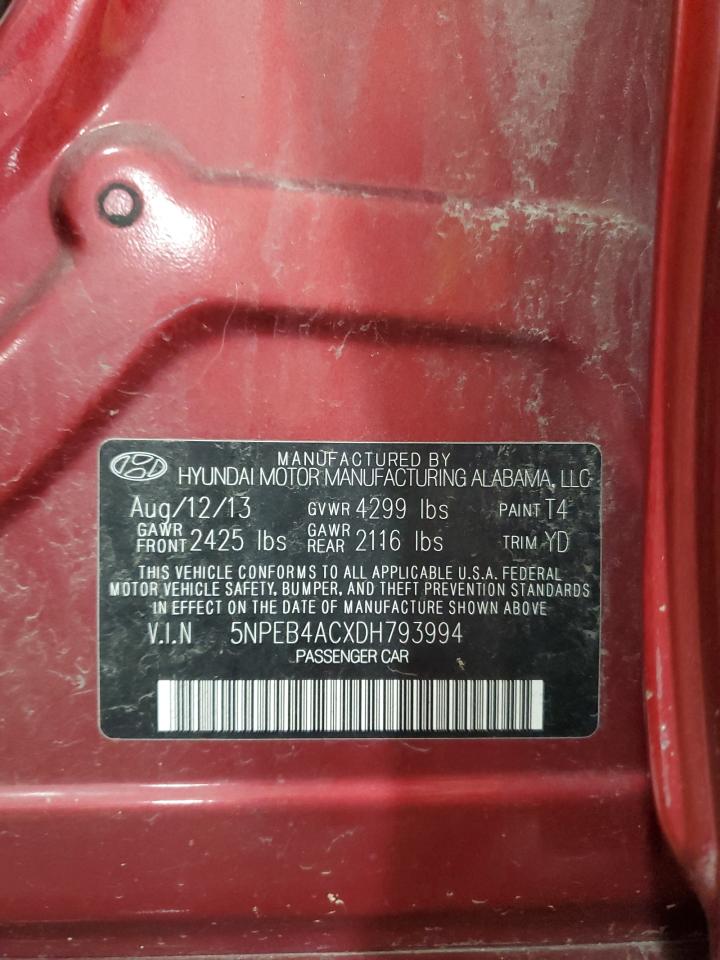 MANUFACTURED BY
HYUNDAI MOTOR MANUFACTURING ALABAMA, LLC
Aug/12/13 GVWR 4299 lbs PAINT T4
GAWR FRONT 2425 lbs GAWR REAR 2116 lbs TRIM YD
THIS VEHICLE CONFORMS TO ALL APPLICABLE U.S.A. FEDERAL
MOTOR VEHICLE SAFETY, BUMPER, AND THEFT PREVENTION STANDARDS
IN EFFECT ON THE DATE OF MANUFACTURE SHOWN ABOVE.
V.I.N 5NPEB4ACXDH793994
PASSENGER CAR